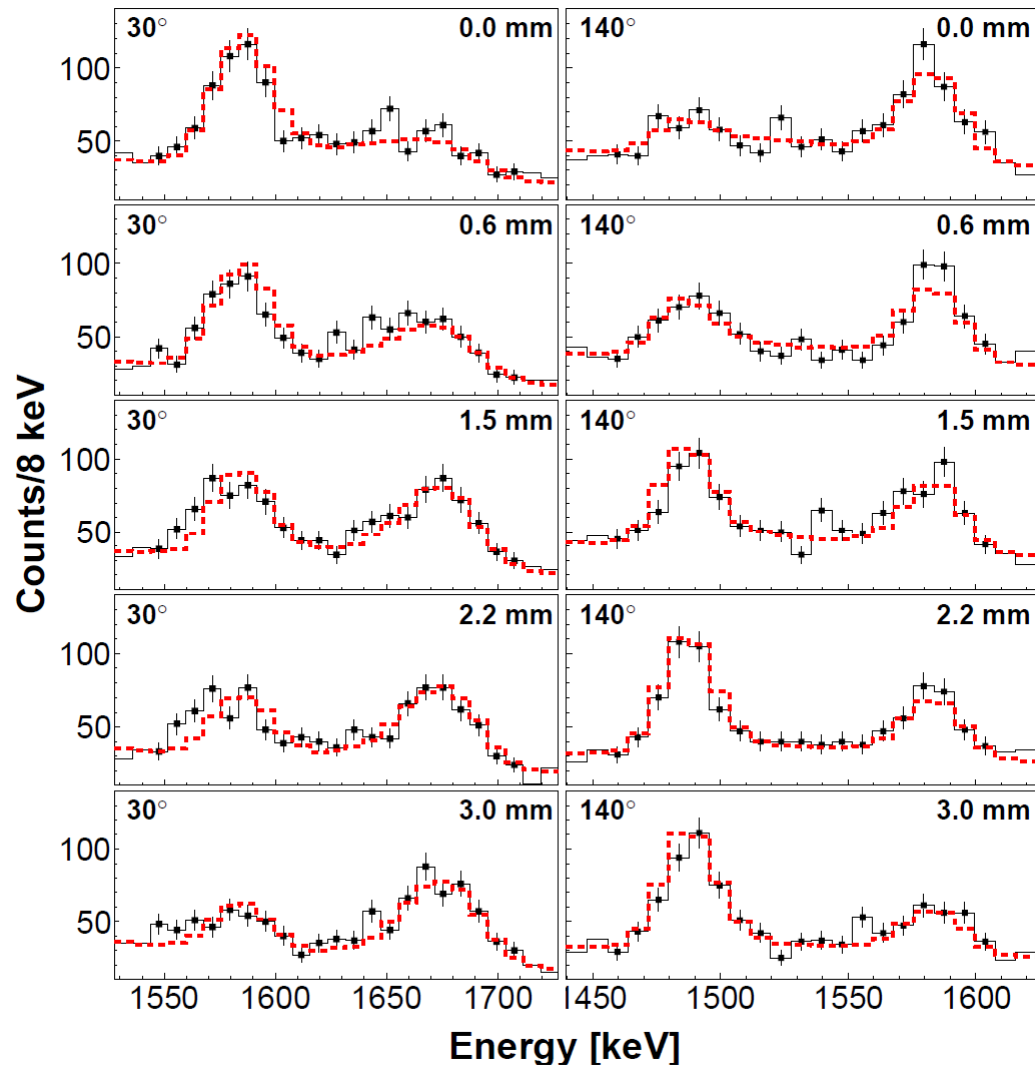 30° 0.0 mm 140° 0.0 mm
100
50
30° 0.6 mm 140° 0.6 mm
100
50
30° 1.5 mm 140° 1.5 mm
100
50
30° 2.2 mm 140° 2.2 mm
100
50
30° 3.0 mm 140° 3.0 mm
100
50
1550 1600 1650 1700 1450 1500 1550 1600
Counts/8 keV
Energy [keV]